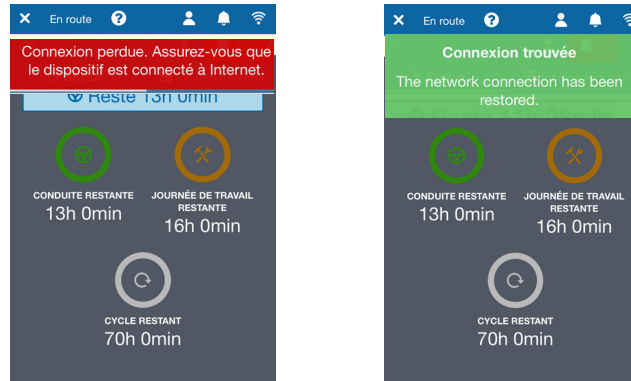 En route
Connexion perdue. Assurez-vous que
le dispositif est connecté à Internet.
Reste 13h 0min
CONDUITE RESTANTE
13h 0min
JOURNÉE DE TRAVAIL
RESTANTE
16h 0min
CYCLE RESTANT
70h 0min
En route
Connexion trouvée
The network connection has been
restored.
CONDUITE RESTANTE
13h 0min
JOURNÉE DE TRAVAIL
RESTANTE
16h 0min
CYCLE RESTANT
70h 0min